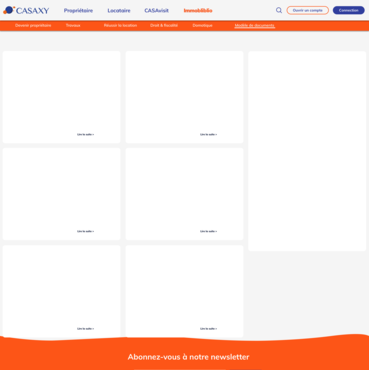 CASAXY
Propriétaire
Locataire
CASAvisit
Immobiblio
Ouvrir un compte
Connexion
Devenir propriétaire
Travaux
Réussir la location
Droit & fiscalité
Domotique
Modèle de documents
Lire la suite »
Lire la suite »
Lire la suite »
Lire la suite »
Lire la suite »
Lire la suite »
Abonnez-vous à notre newsletter